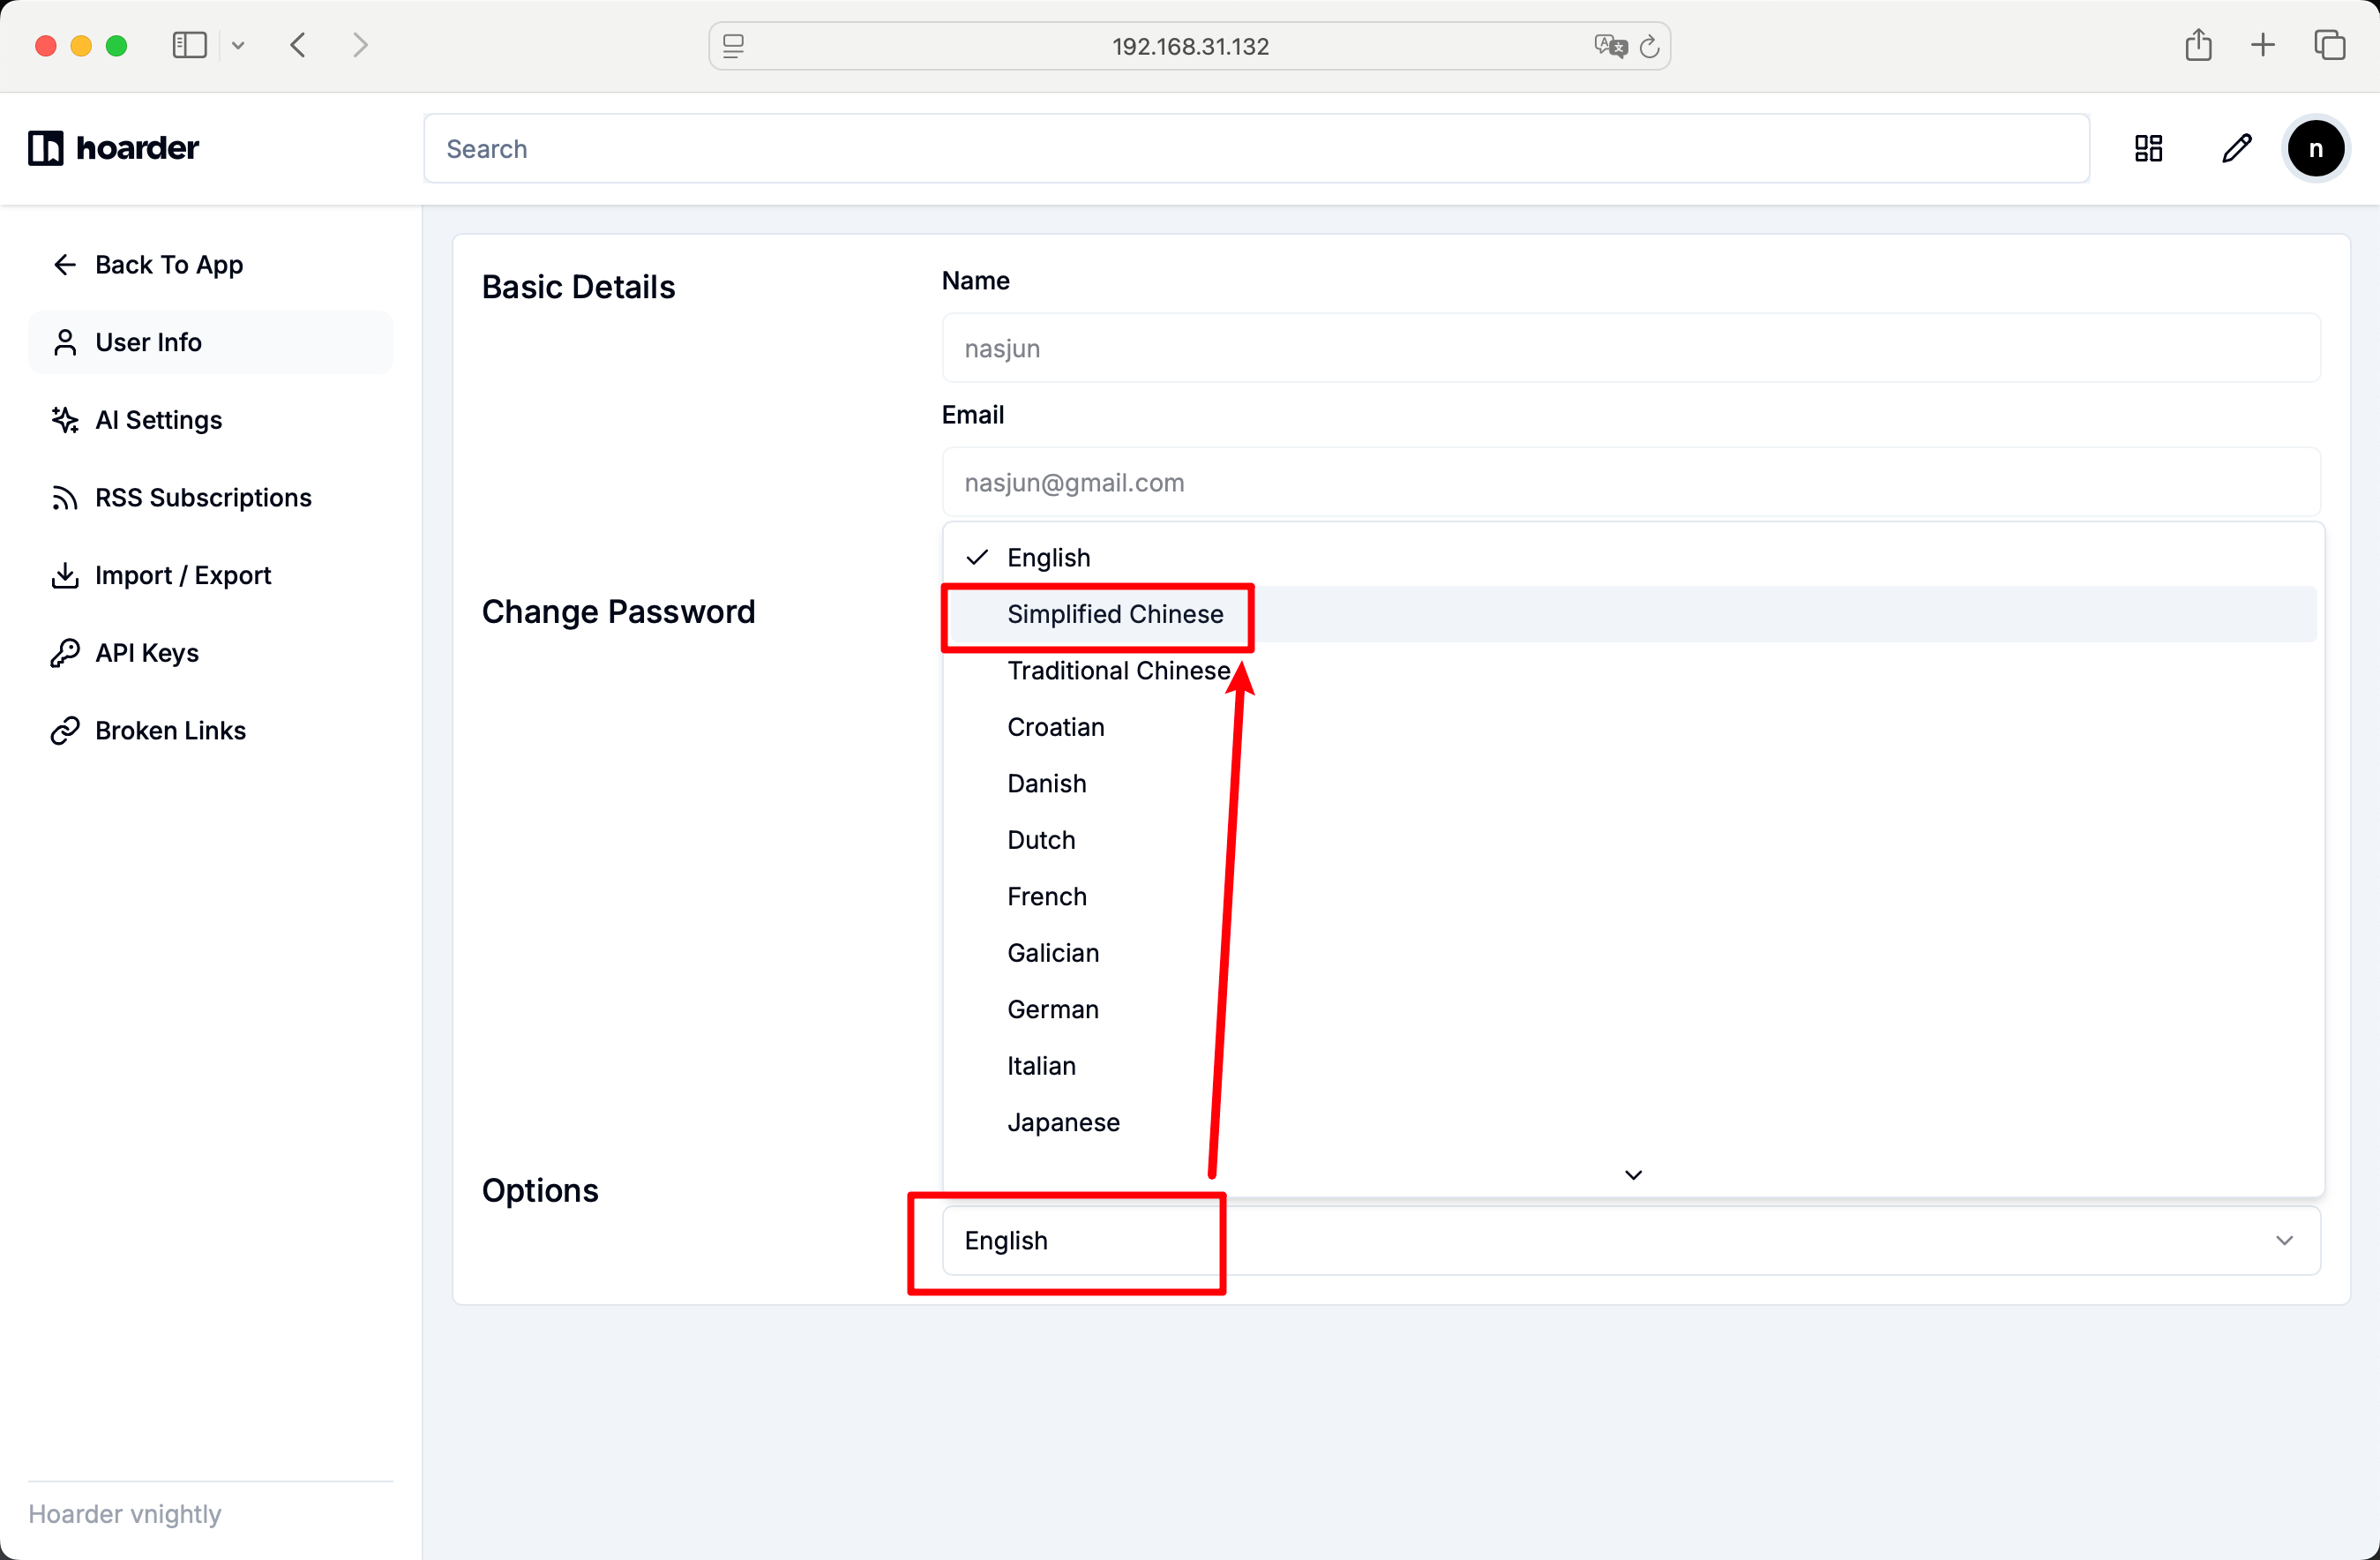 192.168.31.132
hoarder
Search
n
Back To App
User Info
AI Settings
RSS Subscriptions
Import / Export
API Keys
Broken Links
Hoarder vnightly
Basic Details
Name
nasjun
Email
nasjun@gmail.com
Change Password
English
Simplified Chinese
Traditional Chinese
Croatian
Danish
Dutch
French
Galician
German
Italian
Japanese
Options
English